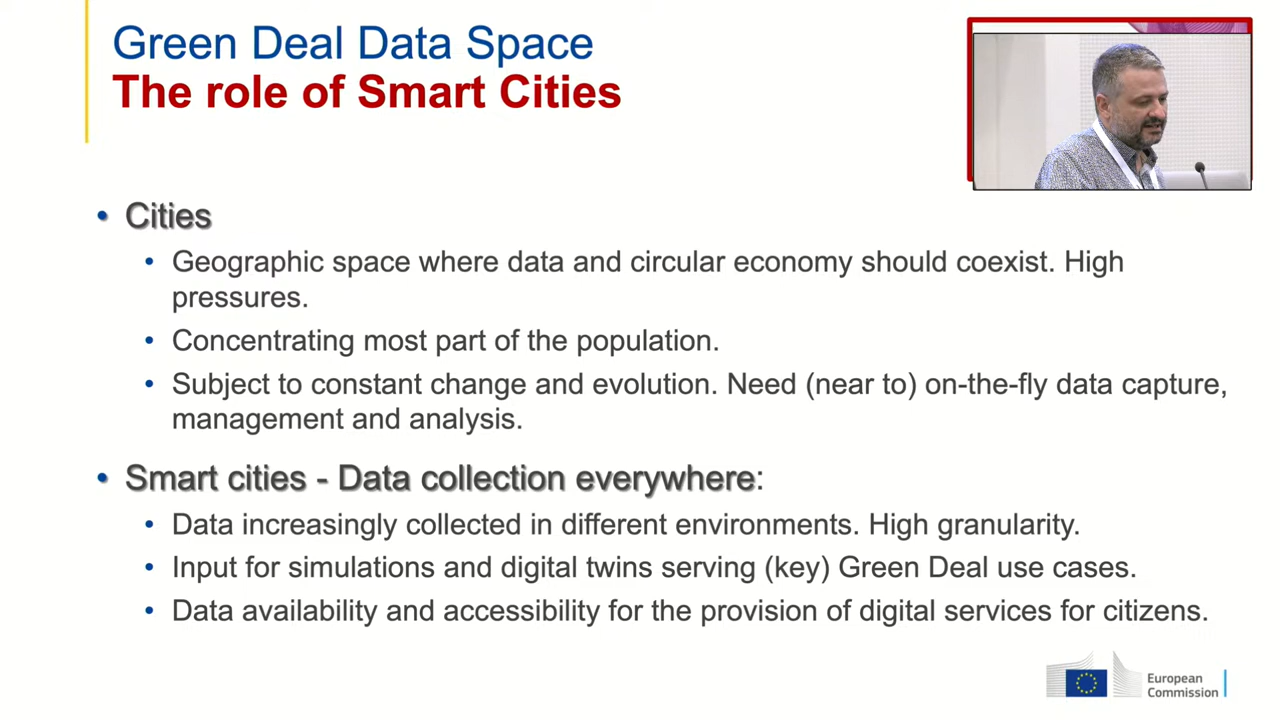 Green Deal Data Space
The role of Smart Cities
• Cities
• Geographic space where data and circular economy should coexist. High
pressures.
• Concentrating most part of the population.
• Subject to constant change and evolution. Need (near to) on-the-fly data capture,
management and analysis.
• Smart cities - Data collection everywhere:
• Data increasingly collected in different environments. High granularity.
• Input for simulations and digital twins serving (key) Green Deal use cases.
• Data availability and accessibility for the provision of digital services for citizens.
European
Commission